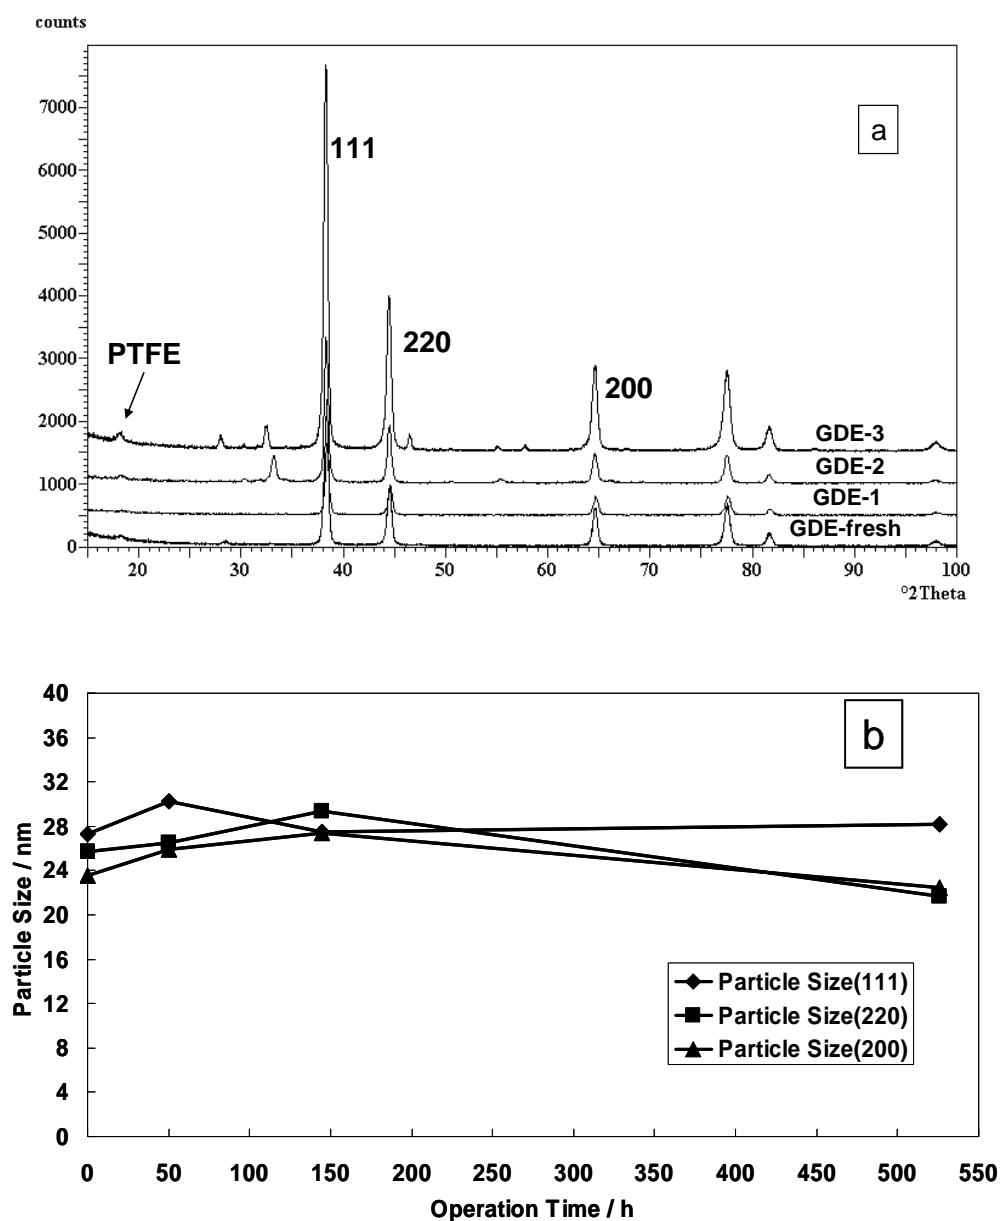 counts
7000
6000
5000
4000
3000
2000
1000
0
a
111
220
200
PTFE
GDE-3
GDE-2
GDE-1
GDE-fresh
20 30 40 50 60 70 80 90 100
°2Theta
40
36
32
28
24
20
16
12
8
4
0
b
Particle Size / nm
Particle Size(111)
Particle Size(220)
Particle Size(200)
0 50 100 150 200 250 300 350 400 450 500 550
Operation Time / h